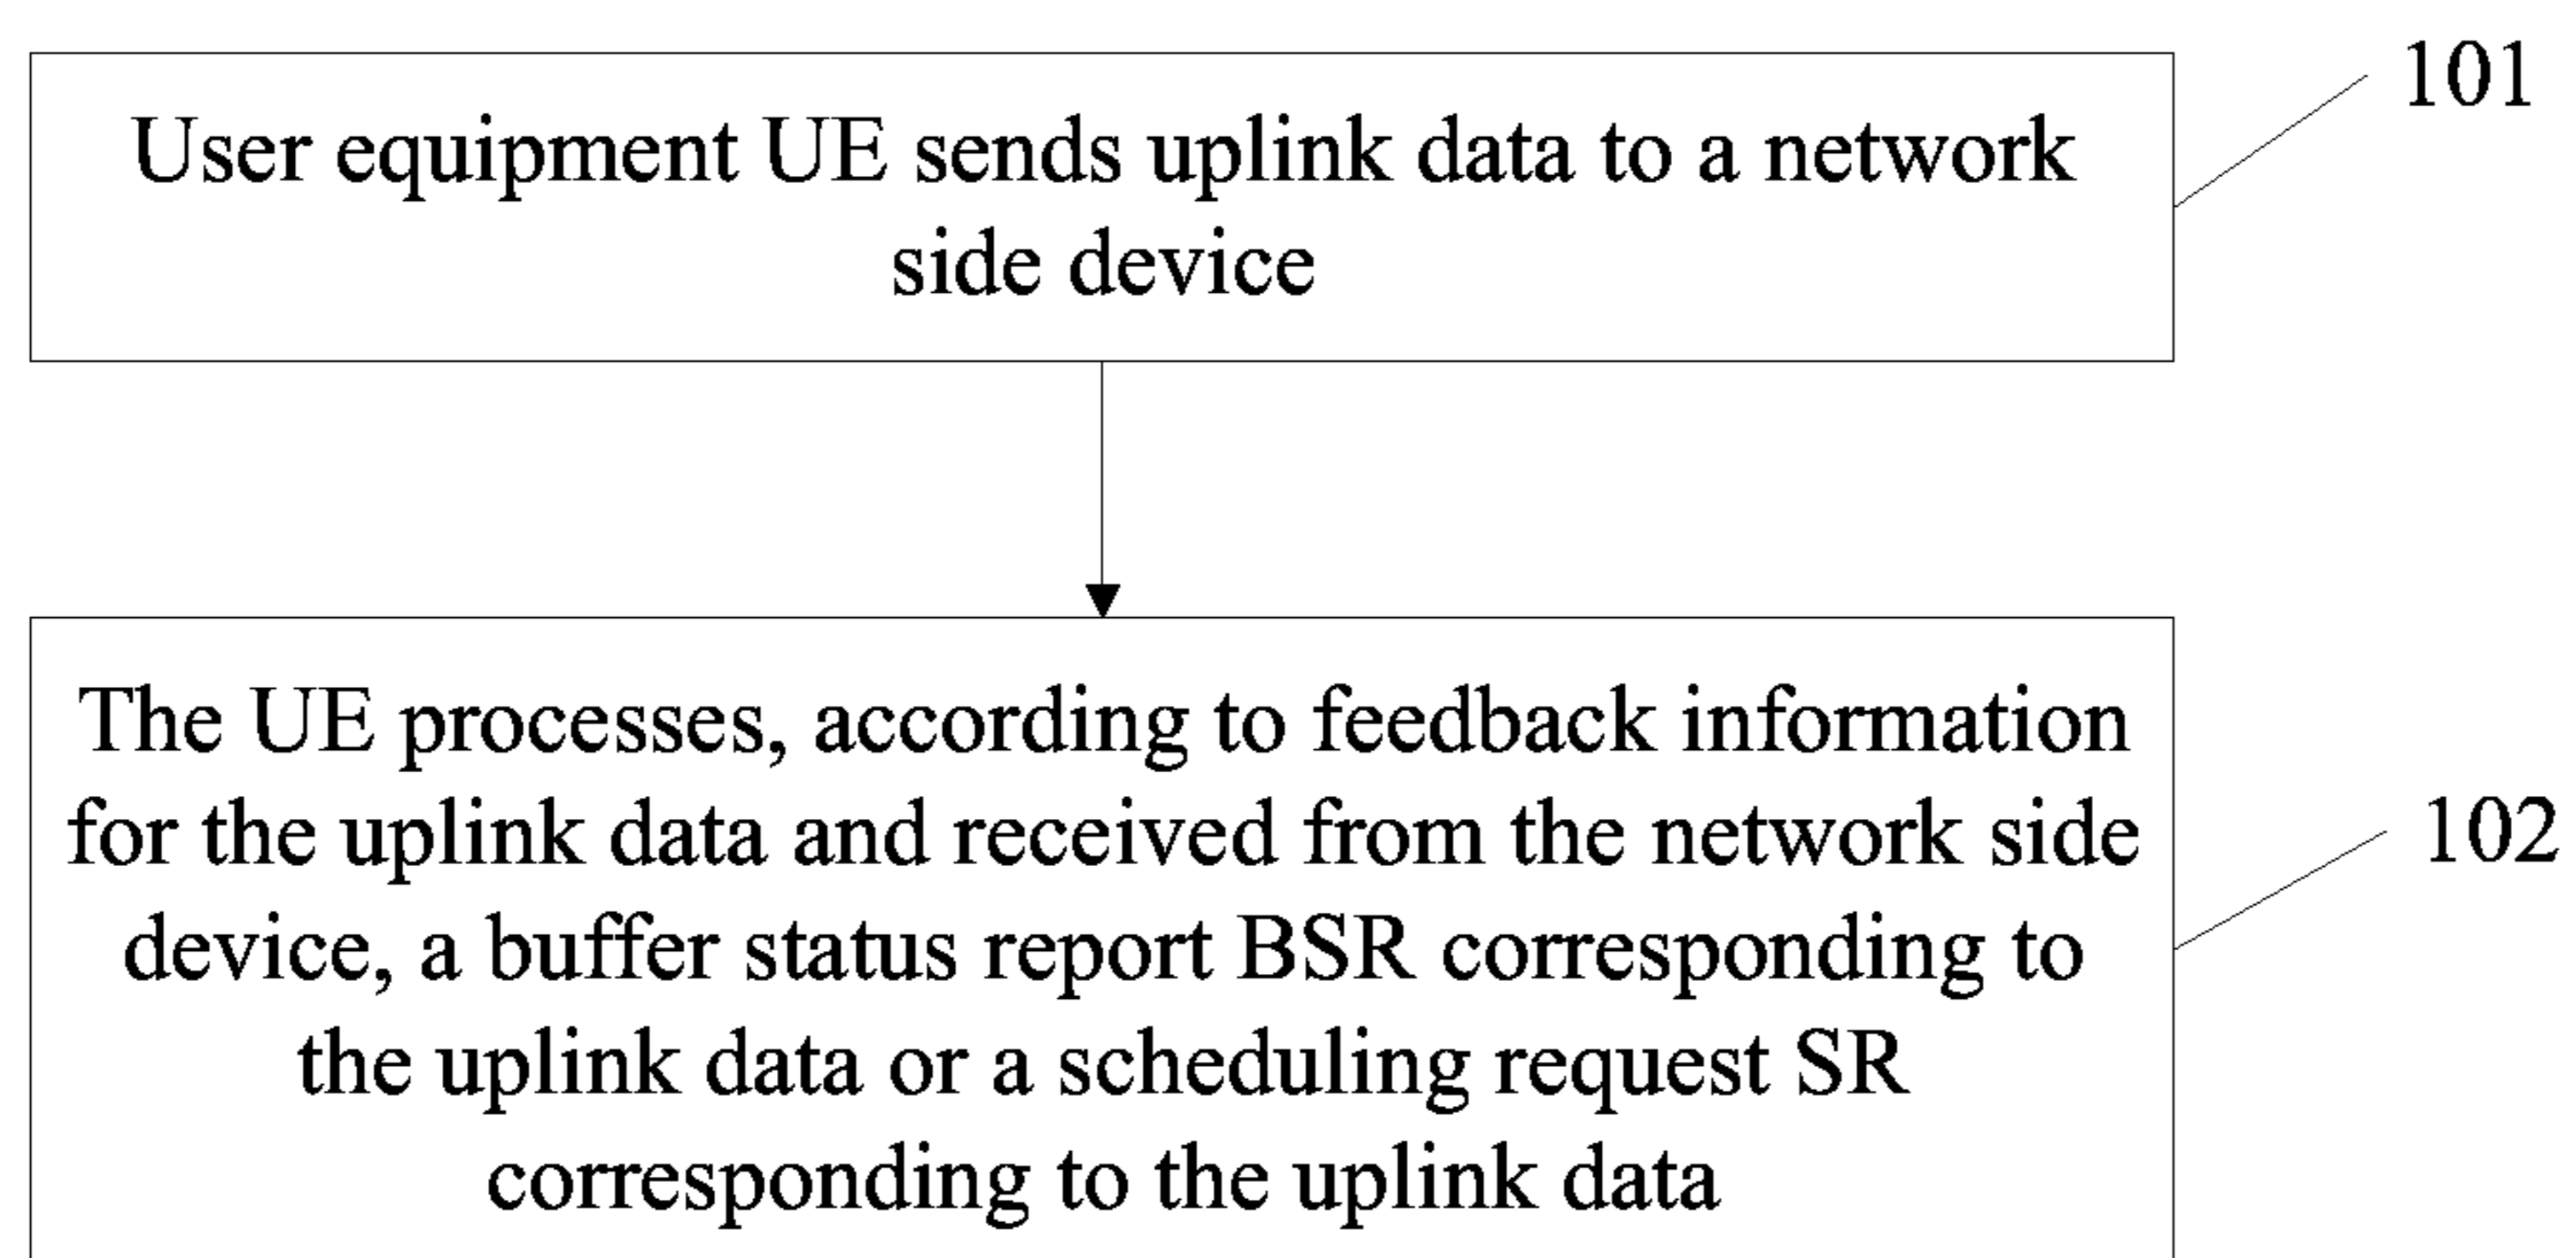 User equipment UE sends uplink data to a network
side device
101
The UE processes, according to feedback information
for the uplink data and received from the network side
device, a buffer status report BSR corresponding to
the uplink data or a scheduling request SR
corresponding to the uplink data
102